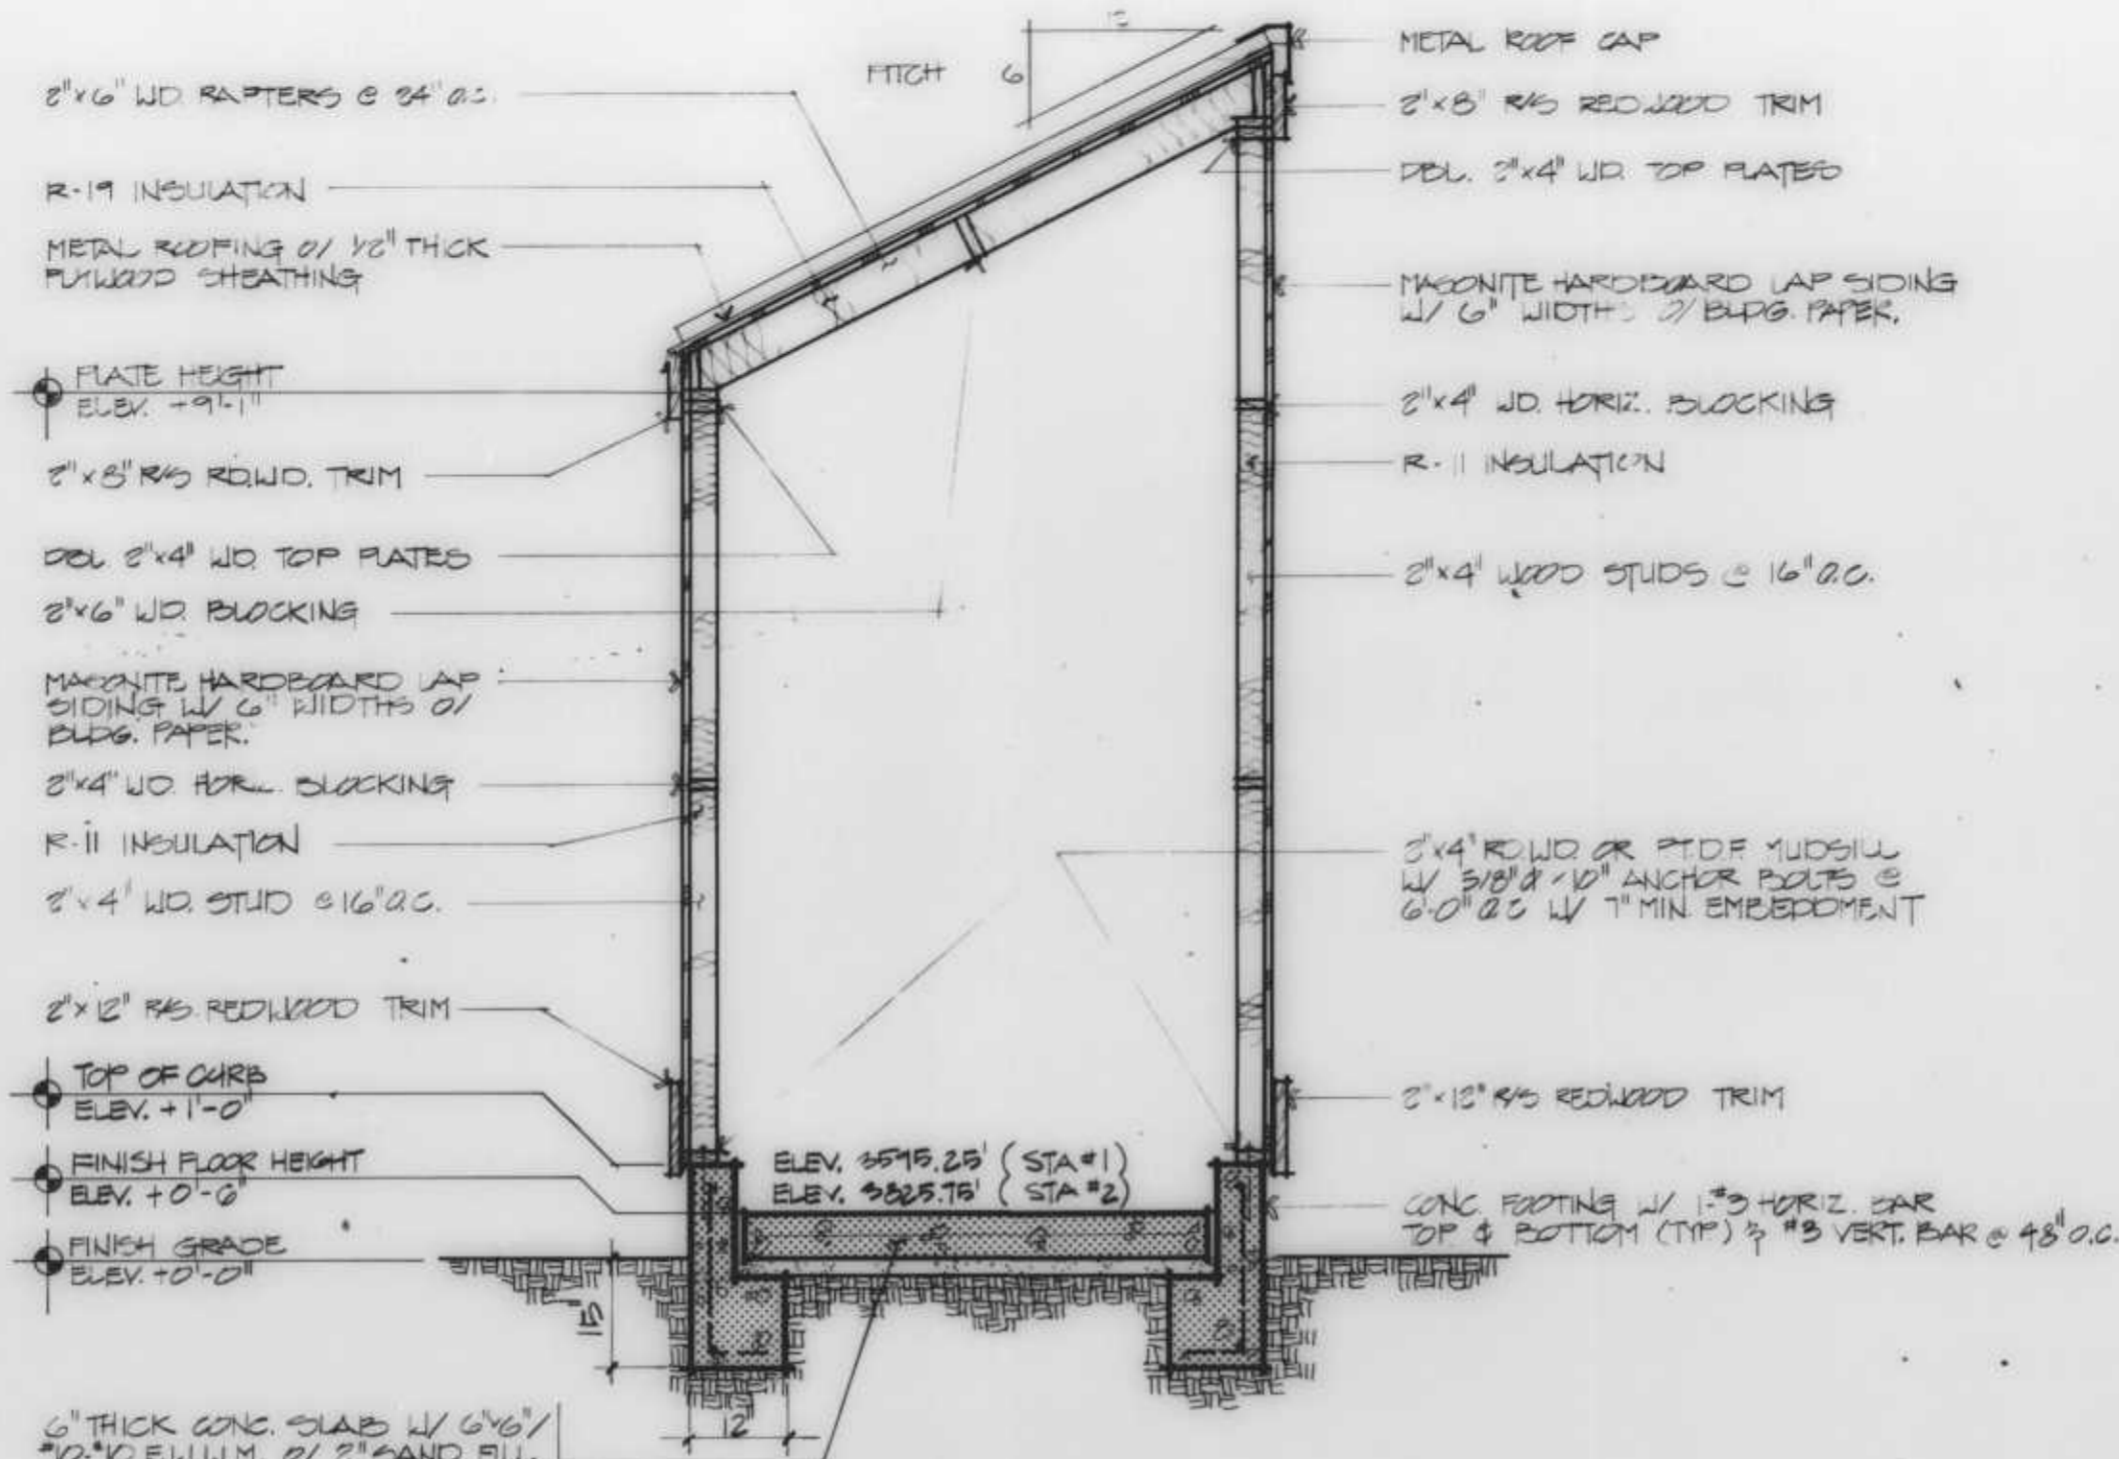 2"x6" WD. RAFTERS @ 24" O.C.
R-19 INSULATION
METAL ROOFING O/ 1/2" THICK
PLYWOOD SHEATHING
PLATE HEIGHT
ELEV. +9'-1"
2"x8" R/S RD.WD. TRIM
DBL. 2"x4" WD. TOP PLATES
2"x6" WD. BLOCKING
MASONITE HARDBOARD LAP
SIDING W/ 6" WIDTHS O/
BLDG. PAPER.
2"x4" WD. BLOCKING
R-11 INSULATION
2"x4" WD. STUD @ 16" O.C.
2"x12" R/S REDWOOD TRIM
TOP OF CURB
ELEV. +1'-0"
FINISH FLOOR HEIGHT
ELEV. +0'-6"
FINISH GRADE
ELEV. +0'-0"
6" THICK CONC. SLAB W/ 6"x6"/
#10-#10 O/ 2" SAND FILL
PITCH 6
12
ELEV. 3595.25' (STA #1)
ELEV. 3825.75' (STA #2)
15
12
METAL ROOF CAP
2"x8" R/S REDWOOD TRIM
DBL. 2"x4" WD. TOP PLATES
MASONITE HARDBOARD LAP SIDING
W/ 6" WIDTHS O/ BLDG. PAPER.
2"x4" WD. HORIZ. BLOCKING
R-11 INSULATION
2"x4" WOOD STUDS @ 16" O.C.
2"x4" RD.WD. OR P.T.D.F. MUDSILL
W/ 5/8"ø x 10" ANCHOR BOLTS @
6'-0" O.C. W/ 7" MIN. EMBEDDMENT
2"x12" R/S REDWOOD TRIM
CONC. FOOTING W/ 1-#3 HORIZ. BAR
TOP & BOTTOM (TYP) & #3 VERT. BAR @ 48" O.C.